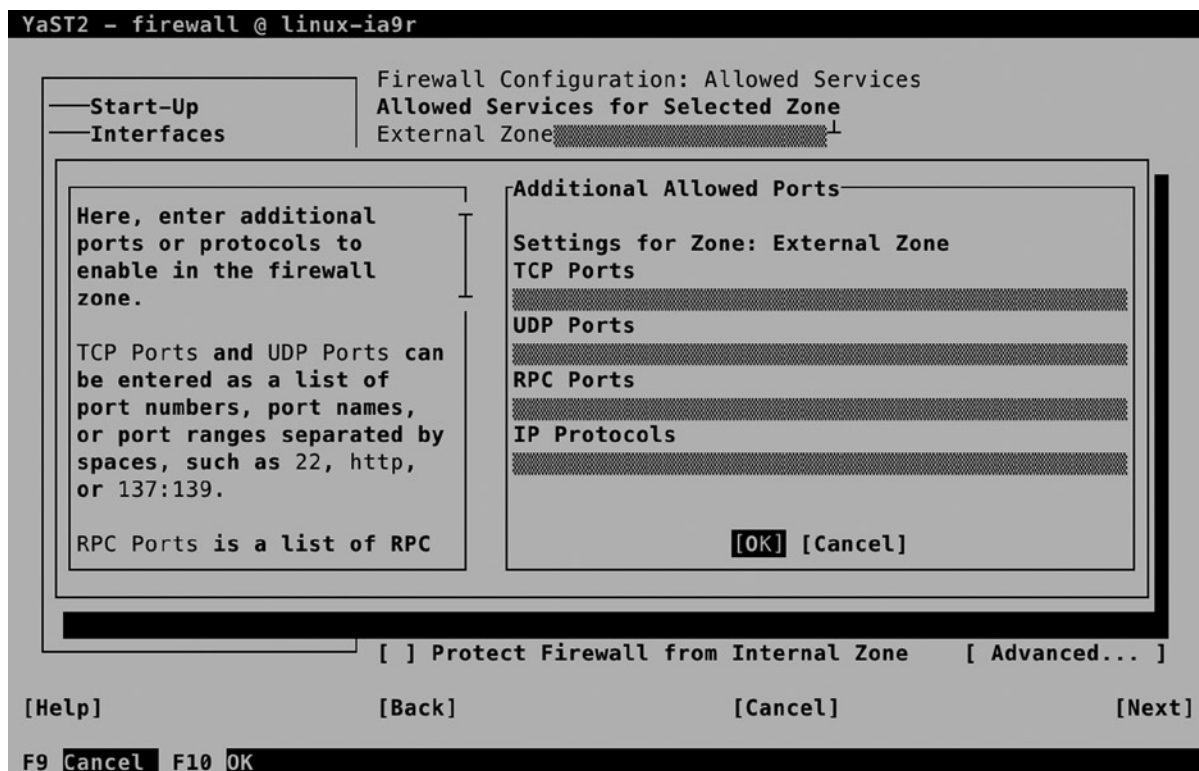 YaST2 – firewall @ linux–ia9r
Firewall Configuration: Allowed Services
Start–Up
Allowed Services for Selected Zone
Interfaces
External Zone
Here, enter additional
ports or protocols to
enable in the firewall
zone.
TCP Ports and UDP Ports can
be entered as a list of
port numbers, port names,
or port ranges separated by
spaces, such as 22, http,
or 137:139.
RPC Ports is a list of RPC
Additional Allowed Ports
Settings for Zone: External Zone
TCP Ports
UDP Ports
RPC Ports
IP Protocols
[OK] [Cancel]
[ ] Protect Firewall from Internal Zone [ Advanced... ]
[Help] [Back] [Cancel] [Next]
F9 Cancel F10 OK